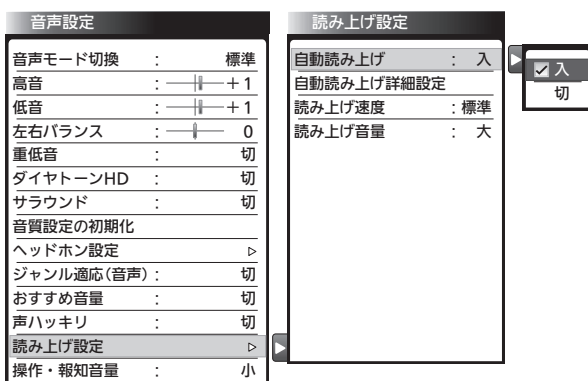 音声設定
音声モード切換 : 標準
高音 : +1
低音 : +1
左右バランス : 0
重低音 : 切
ダイヤトーンHD : 切
サラウンド : 切
音質設定の初期化
ヘッドホン設定
ジャンル適応(音声) : 切
おすすめ音量 : 切
声ハッキリ : 切
読み上げ設定
操作・報知音量 : 小
読み上げ設定
自動読み上げ : 入
自動読み上げ詳細設定
読み上げ速度 : 標準
読み上げ音量 : 大
入
切